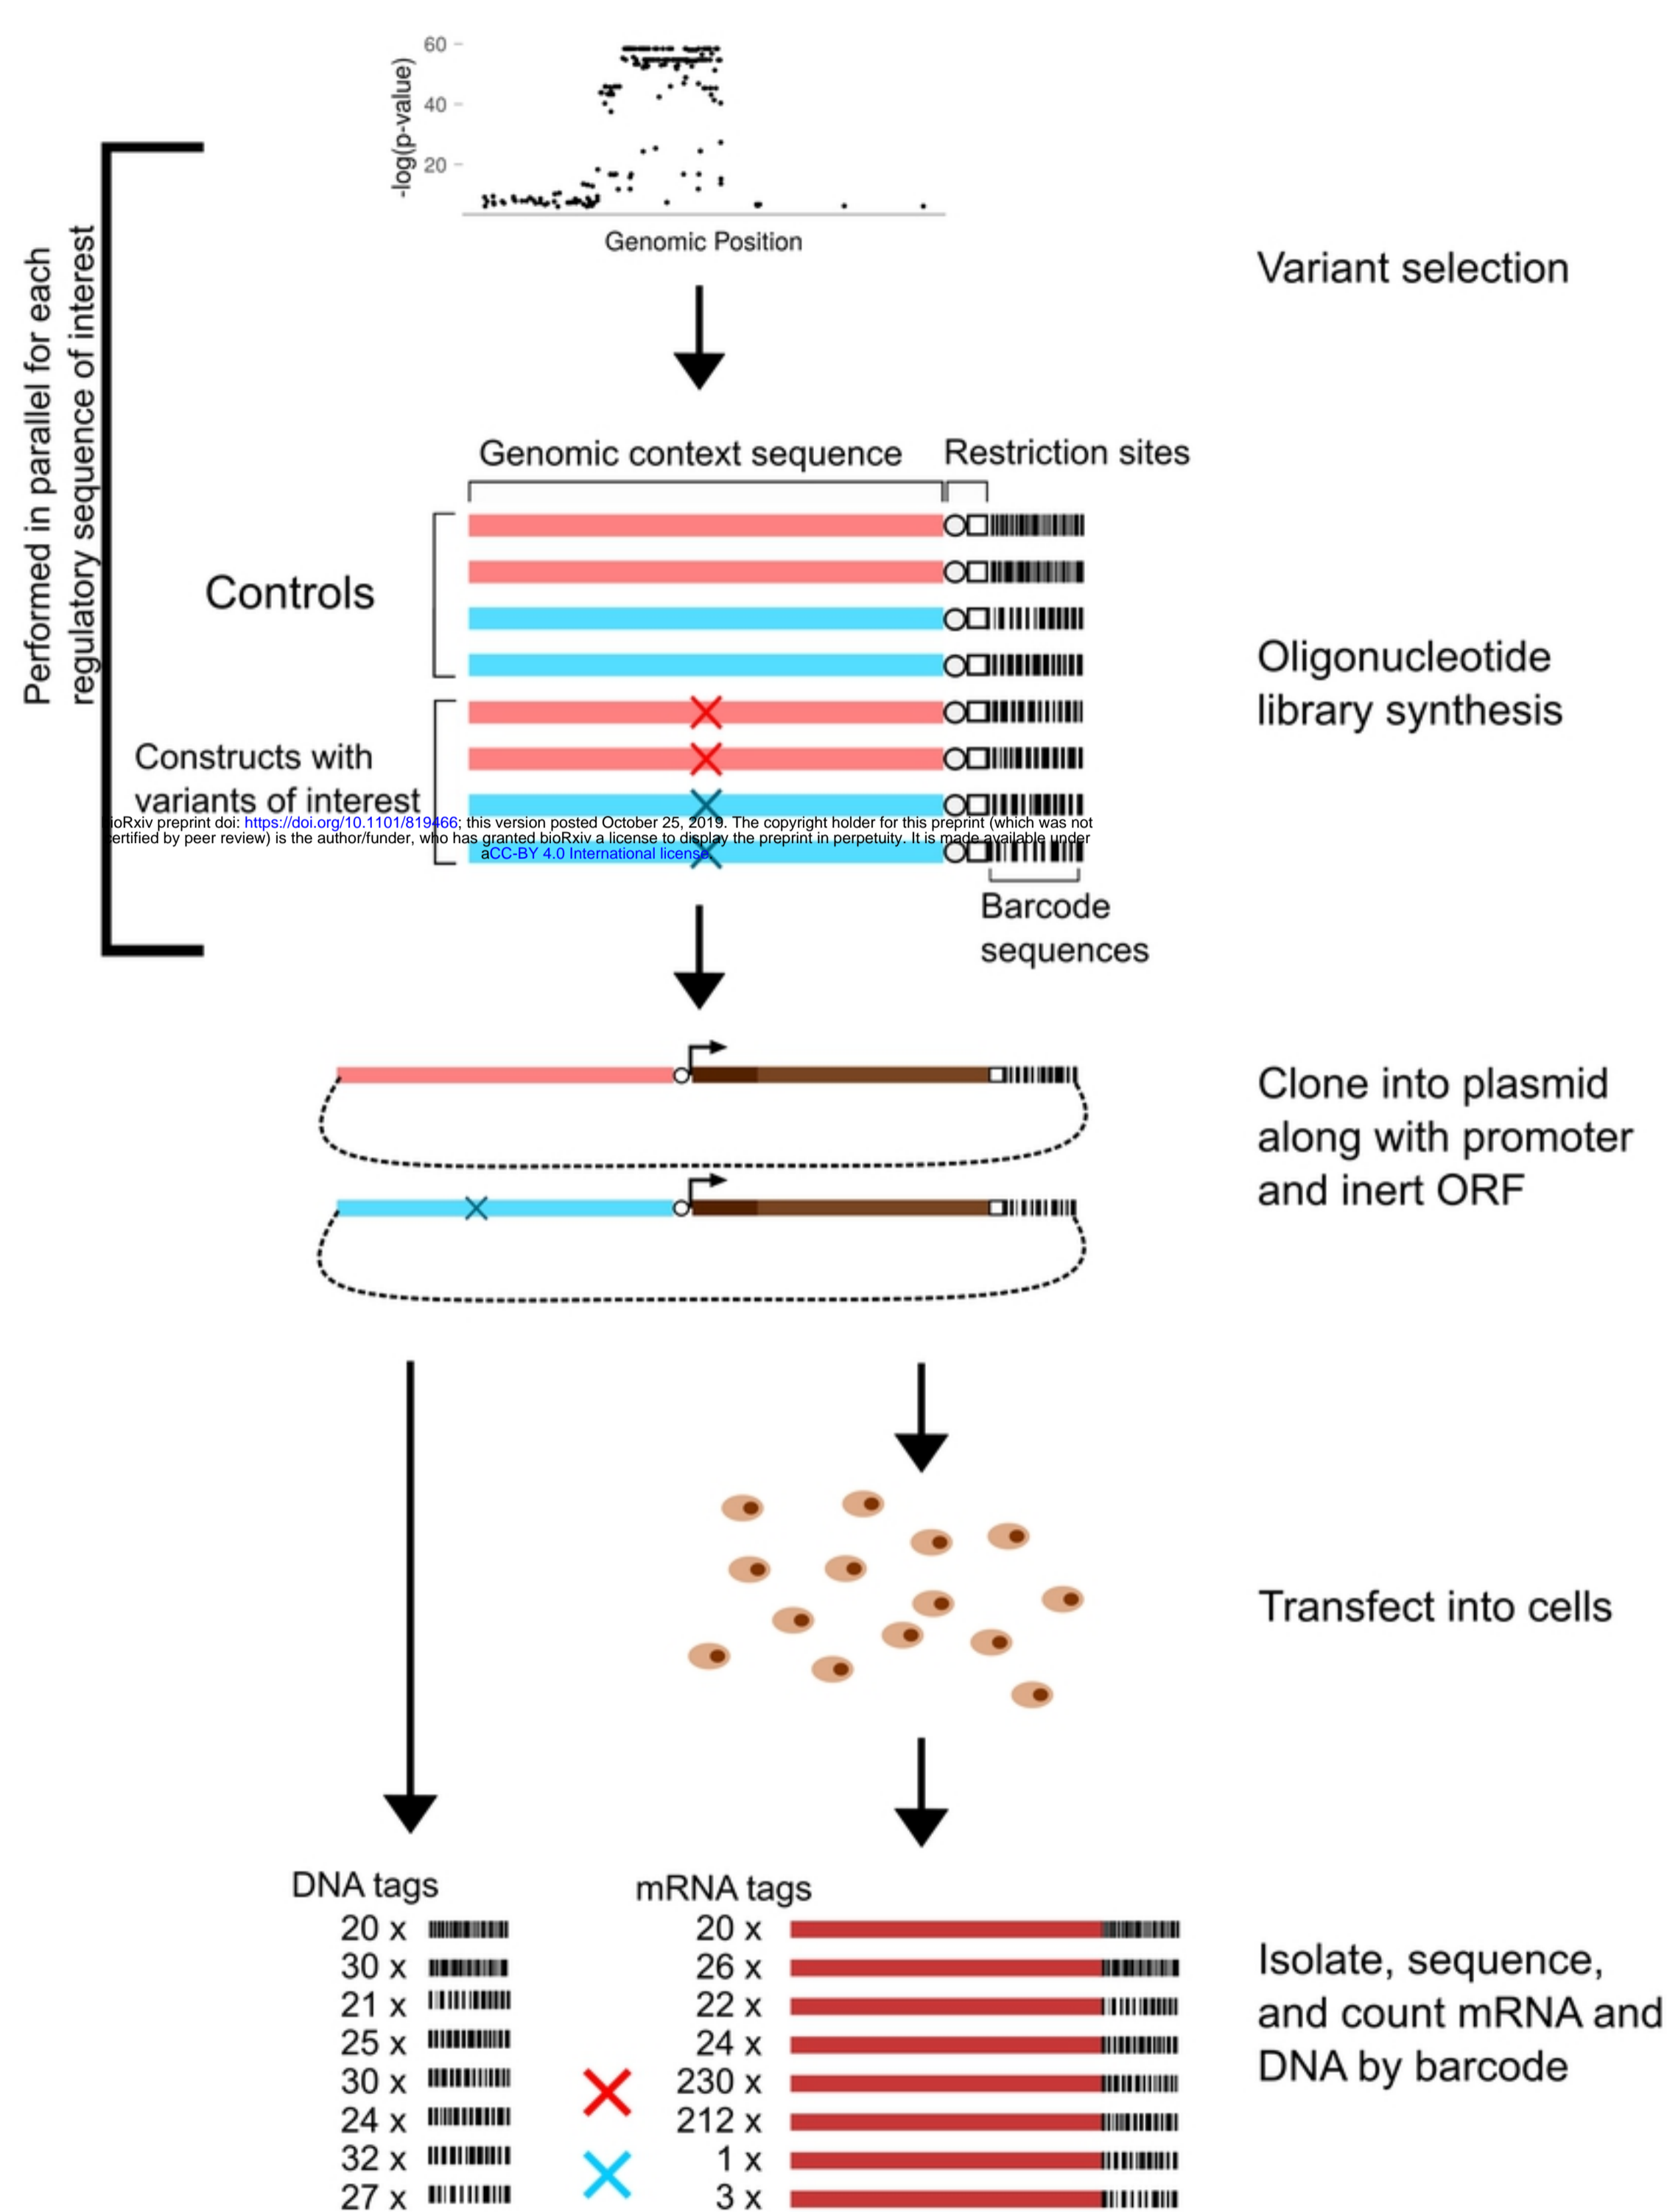 60
40
20
-log(p-value)
Genomic Position
Variant selection
Performed in parallel for each
regulatory sequence of interest
Genomic context sequence
Restriction sites
Controls
Oligonucleotide
library synthesis
Constructs with
variants of interest
bioRxiv preprint doi: https://doi.org/10.1101/819466; this version posted October 25, 2019. The copyright holder for this preprint (which was not
certified by peer review) is the author/funder, who has granted bioRxiv a license to display the preprint in perpetuity. It is made available under
aCC-BY 4.0 International license.
Barcode
sequences
Clone into plasmid
along with promoter
and inert ORF
Transfect into cells
DNA tags
20 x
30 x
21 x
25 x
30 x
24 x
32 x
27 x
mRNA tags
20 x
26 x
22 x
24 x
230 x
212 x
1 x
3 x
Isolate, sequence,
and count mRNA and
DNA by barcode